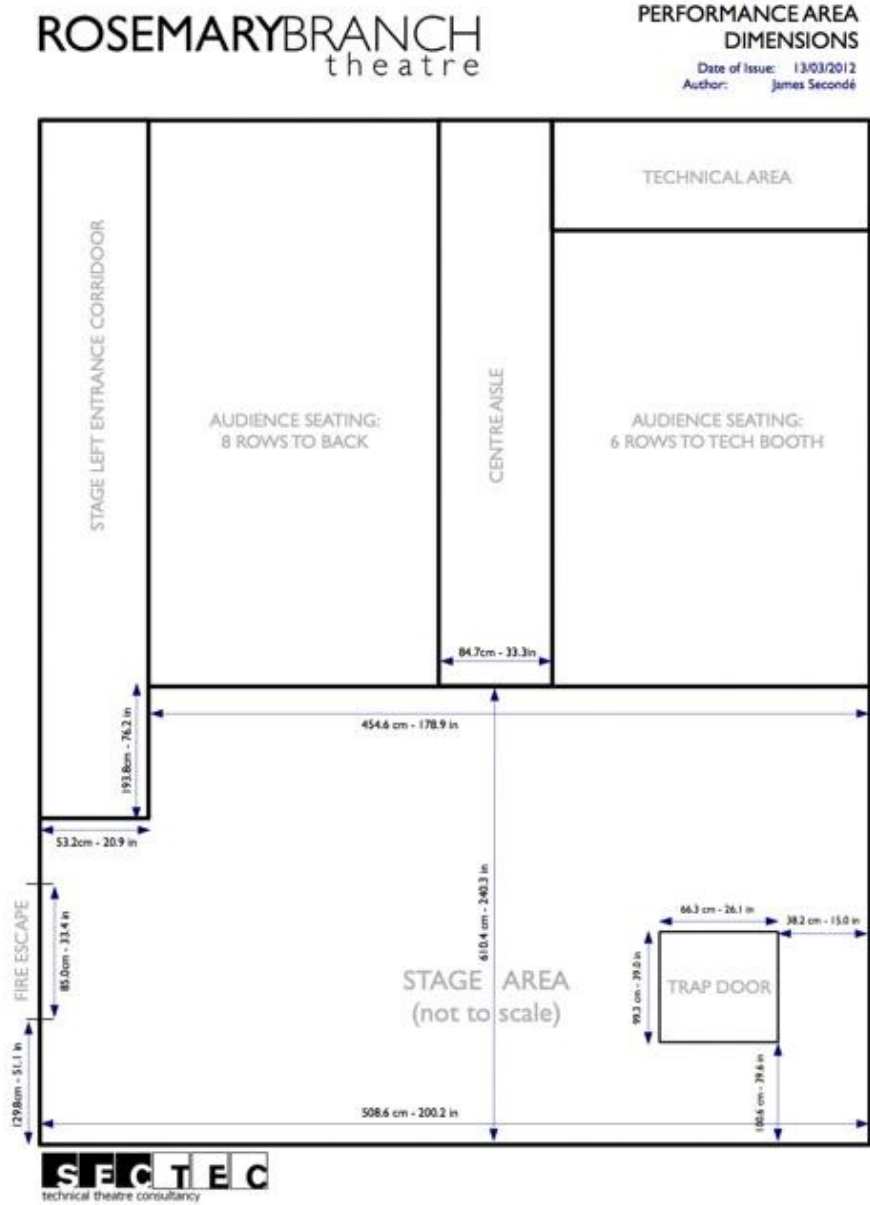 ROSEMARYBRANCH
theatre
PERFORMANCE AREA
DIMENSIONS
Date of Issue: 13/03/2012
Author: James Secondé
TECHNICAL AREA
STAGE LEFT ENTRANCE CORRIDOOR
AUDIENCE SEATING:
8 ROWS TO BACK
CENTRE AISLE
AUDIENCE SEATING:
6 ROWS TO TECH BOOTH
84.7cm - 33.3in
454.6 cm - 178.9 in
193.8cm - 76.2 in
53.2cm - 20.9 in
FIRE ESCAPE
85.0cm - 33.4 in
610.4 cm - 240.3 in
66.3 cm - 26.1 in
38.2 cm - 15.0 in
99.3 cm - 39.0 in
TRAP DOOR
STAGE AREA
(not to scale)
129.8cm - 51.1 in
100.6 cm - 39.6 in
508.6 cm - 200.2 in
SECTEC
technical theatre consultancy